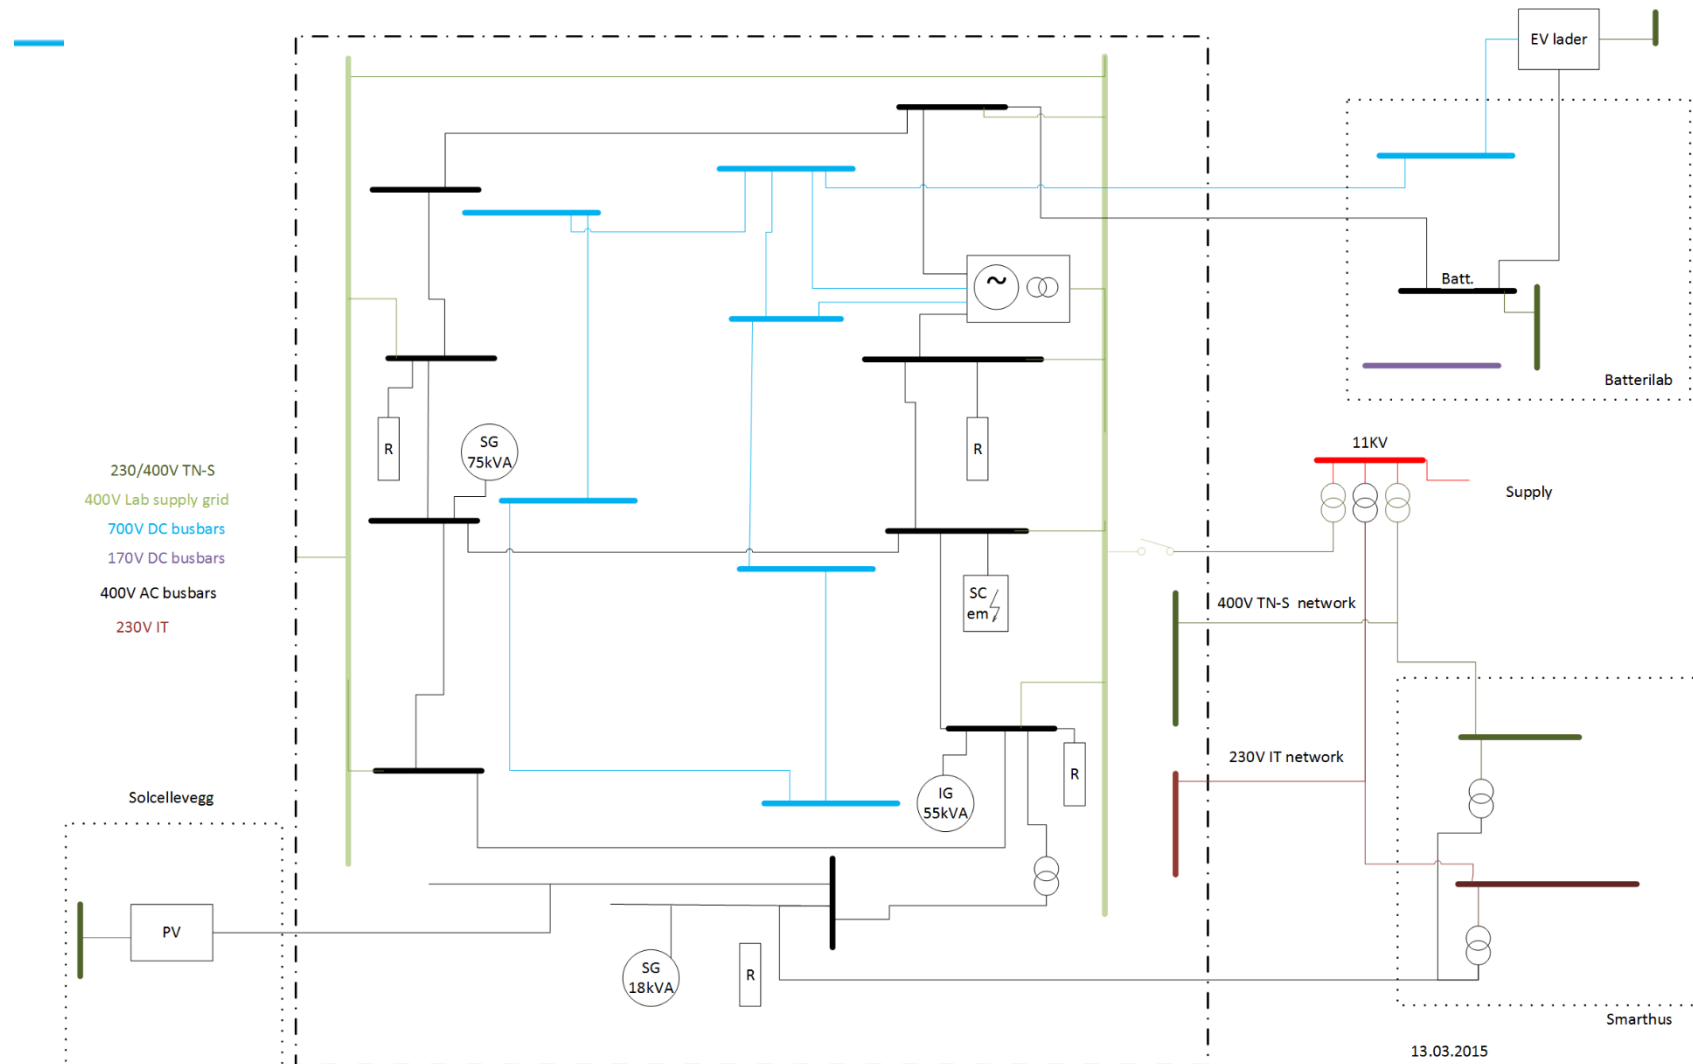 EV lader
Batt.
Batterilab
R
SG
75kVA
R
11KV
230/400V TN-S
400V Lab supply grid
700V DC busbars
170V DC busbars
400V AC busbars
230V IT
Supply
SC
em
400V TN-S  network
230V IT network
R
IG
55kVA
Solcellevegg
PV
SG
18kVA
R
Smarthus
13.03.2015